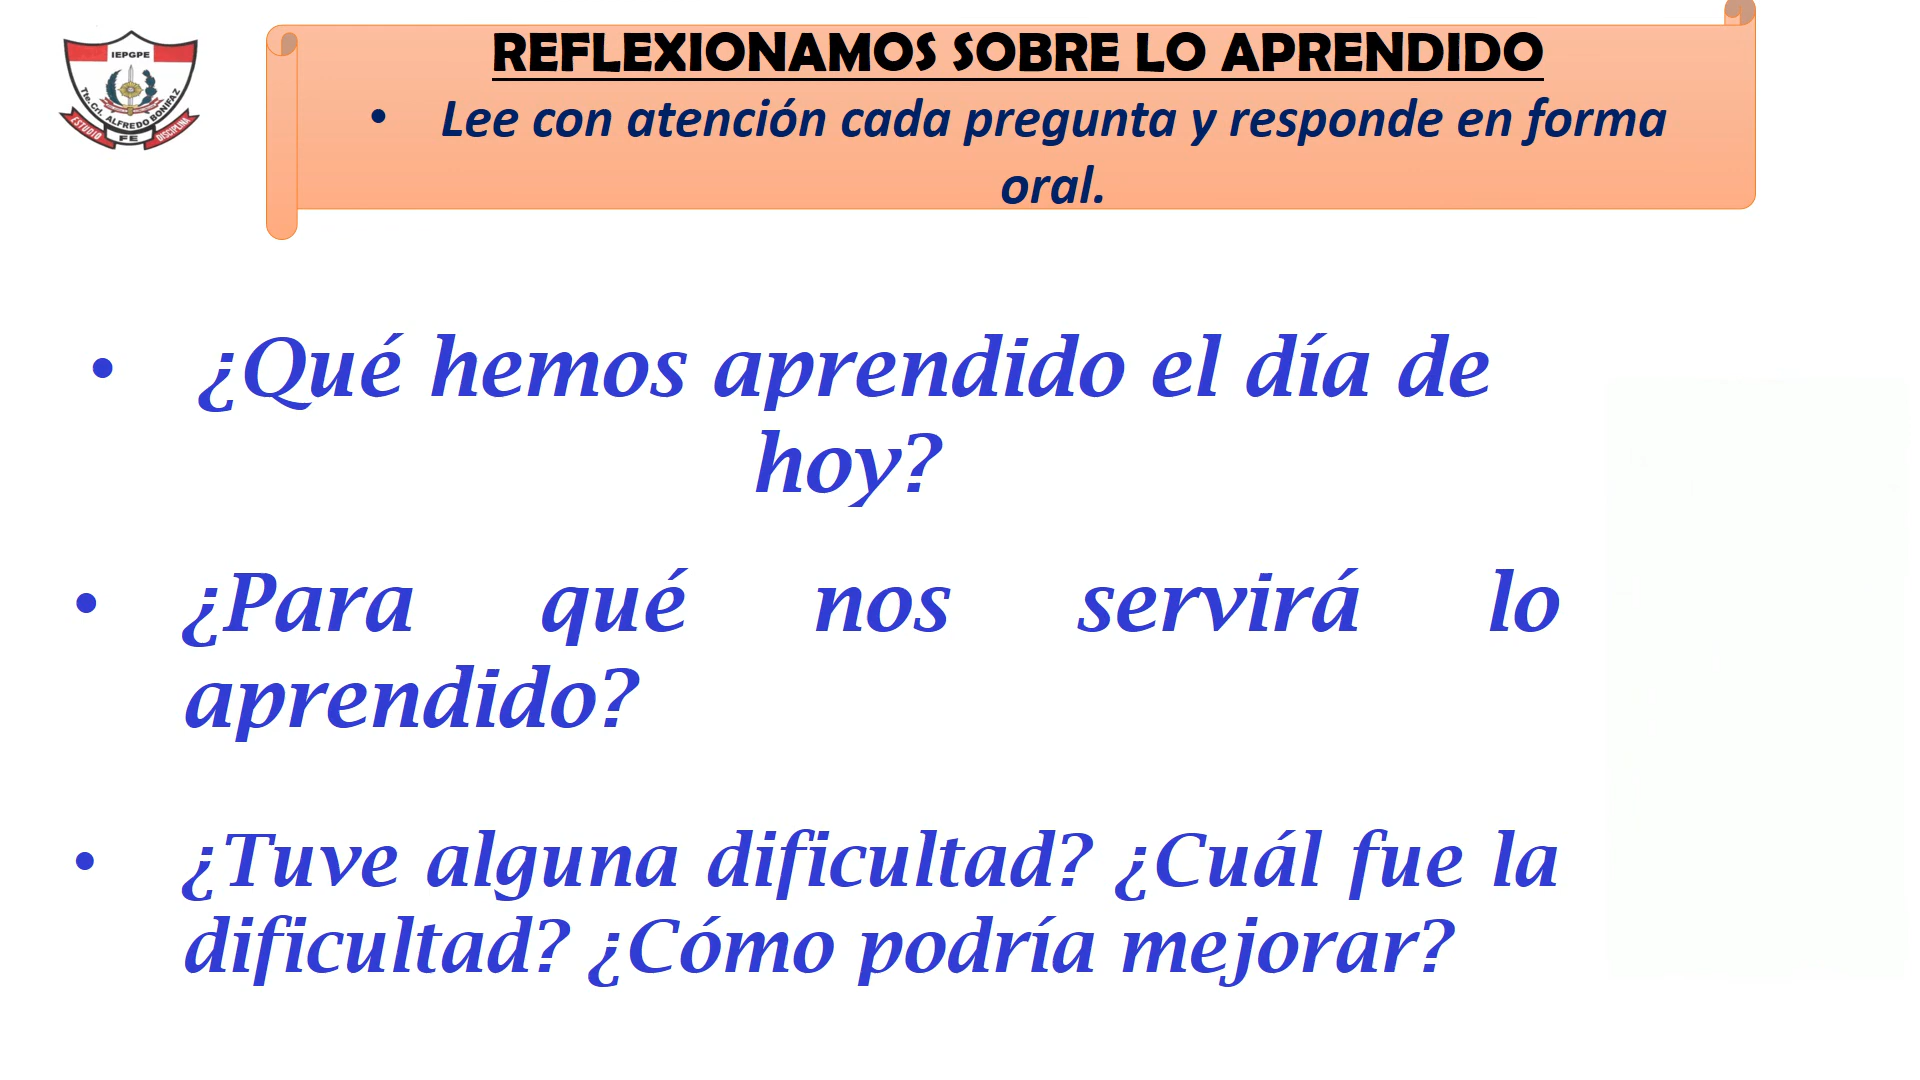 IEPGPE
Tte. Crl. ALFREDO BONIFAZ
ESTUDIO FE DISCIPLINA
REFLEXIONAMOS SOBRE LO APRENDIDO
• Lee con atención cada pregunta y responde en forma
oral.
• ¿Qué hemos aprendido el día de
hoy?
• ¿Para qué nos servirá lo
aprendido?
• ¿Tuve alguna dificultad? ¿Cuál fue la
dificultad? ¿Cómo podría mejorar?